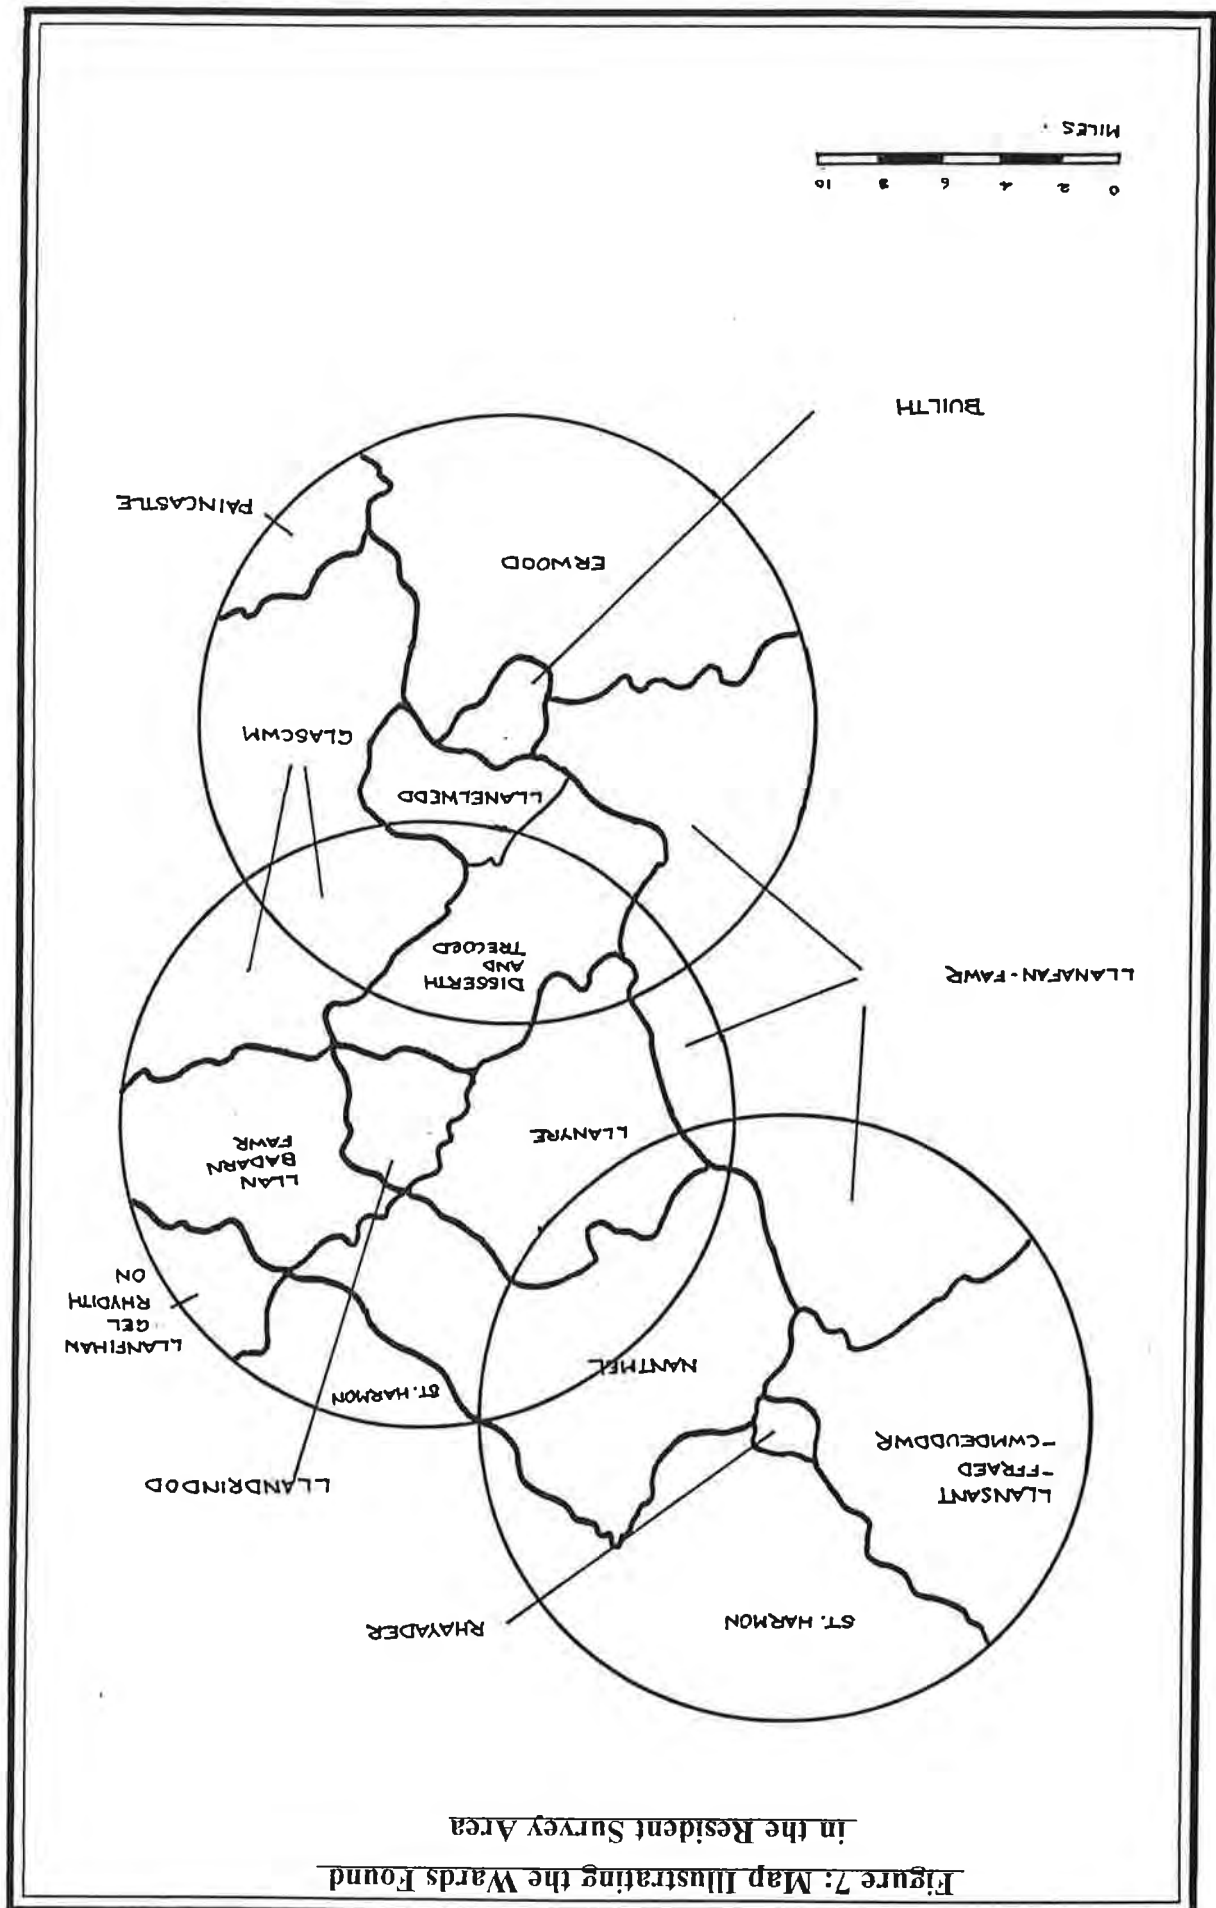 Figure 7: Map Illustrating the Wards Found
in the Resident Survey Area
ST. HARMON
RHAYADER
LLANSANT
-FFRAED
-CWMDEUDDWR
LLANDRINDOD
ST. HARMON
NANTMEL
LLANFIHAN
GEL
RHYDITH
ON
LLAN
BADARN
FAWR
LLANYRE
LLANAFAN-FAWR
DISSERTH
AND
TRECOED
LLANELWEDD
GLASCWM
ERWOOD
PAINCASTLE
BUILTH
0 2 4 6 8 10
MILES